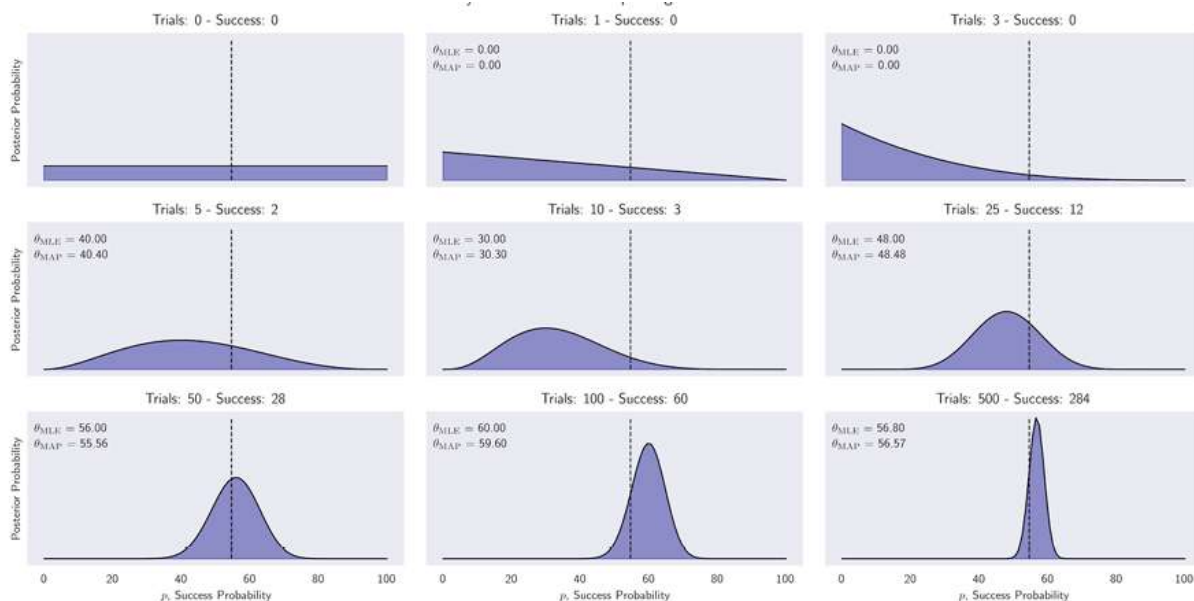 Trials: 0 - Success: 0
Trials: 1 - Success: 0
Trials: 3 - Success: 0
Posterior Probability
θMLE = 0.00
θMAP = 0.00
θMLE = 0.00
θMAP = 0.00
Trials: 5 - Success: 2
Trials: 10 - Success: 3
Trials: 25 - Success: 12
Posterior Probability
θMLE = 40.00
θMAP = 40.40
θMLE = 30.00
θMAP = 30.30
θMLE = 48.00
θMAP = 48.48
Trials: 50 - Success: 28
Trials: 100 - Success: 60
Trials: 500 - Success: 284
Posterior Probability
θMLE = 56.00
θMAP = 55.56
θMLE = 60.00
θMAP = 59.60
θMLE = 56.80
θMAP = 56.57
0 20 40 60 80 100
0 20 40 60 80 100
0 20 40 60 80 100
p, Success Probability
p, Success Probability
p, Success Probability